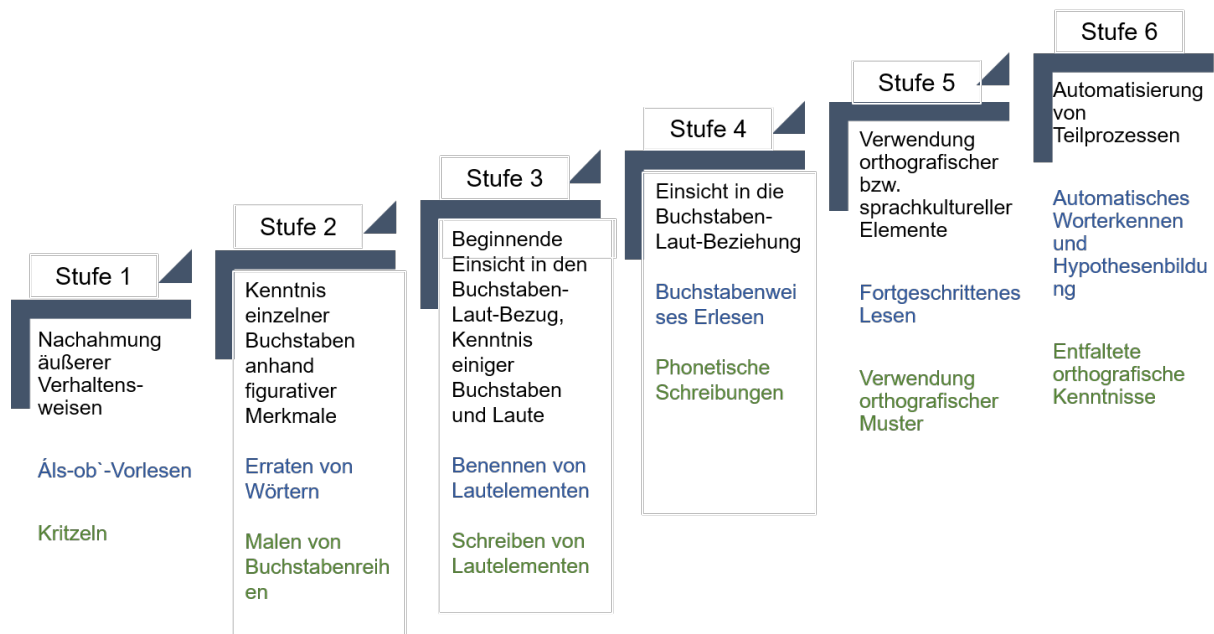 Stufe 1
Nachahmung
äußerer
Verhaltens-
weisen
Áls-ob`-Vorlesen
Kritzeln
Stufe 2
Kenntnis
einzelner
Buchstaben
anhand
figurativer
Merkmale
Erraten von
Wörtern
Malen von
Buchstabenreih
en
Stufe 3
Beginnende
Einsicht in den
Buchstaben-
Laut-Bezug,
Kenntnis
einiger
Buchstaben
und Laute
Benennen von
Lautelementen
Schreiben von
Lautelementen
Stufe 4
Einsicht in die
Buchstaben-
Laut-Beziehung
Buchstabenwei
ses Erlesen
Phonetische
Schreibungen
Stufe 5
Verwendung
orthografischer
bzw.
sprachkultureller
Elemente
Fortgeschrittenes
Lesen
Verwendung
orthografischer
Muster
Stufe 6
Automatisierung
von
Teilprozessen
Automatisches
Worterkennen
und
Hypothesenbildu
ng
Entfaltete
orthografische
Kenntnisse